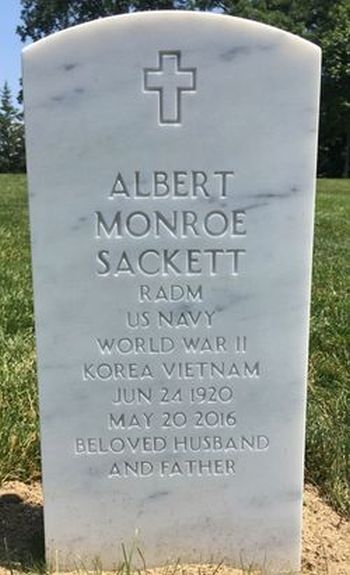 ALBERT
MONROE
SACKETT
RADM
US NAVY
WORLD WAR II
KOREA VIETNAM
JUN 24 1920
MAY 20 2016
BELOVED HUSBAND
AND FATHER